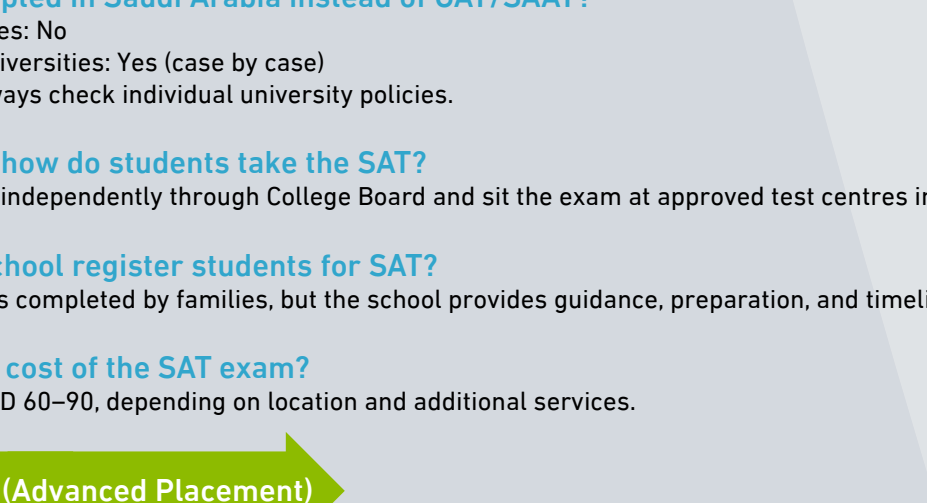 pted in Saudi Arabia instead of GAT/SAAT?
es: No
iversities: Yes (case by case)
ays check individual university policies.
how do students take the SAT?
independently through College Board and sit the exam at approved test centres in
chool register students for SAT?
s completed by families, but the school provides guidance, preparation, and timeli
cost of the SAT exam?
D 60–90, depending on location and additional services.
(Advanced Placement)